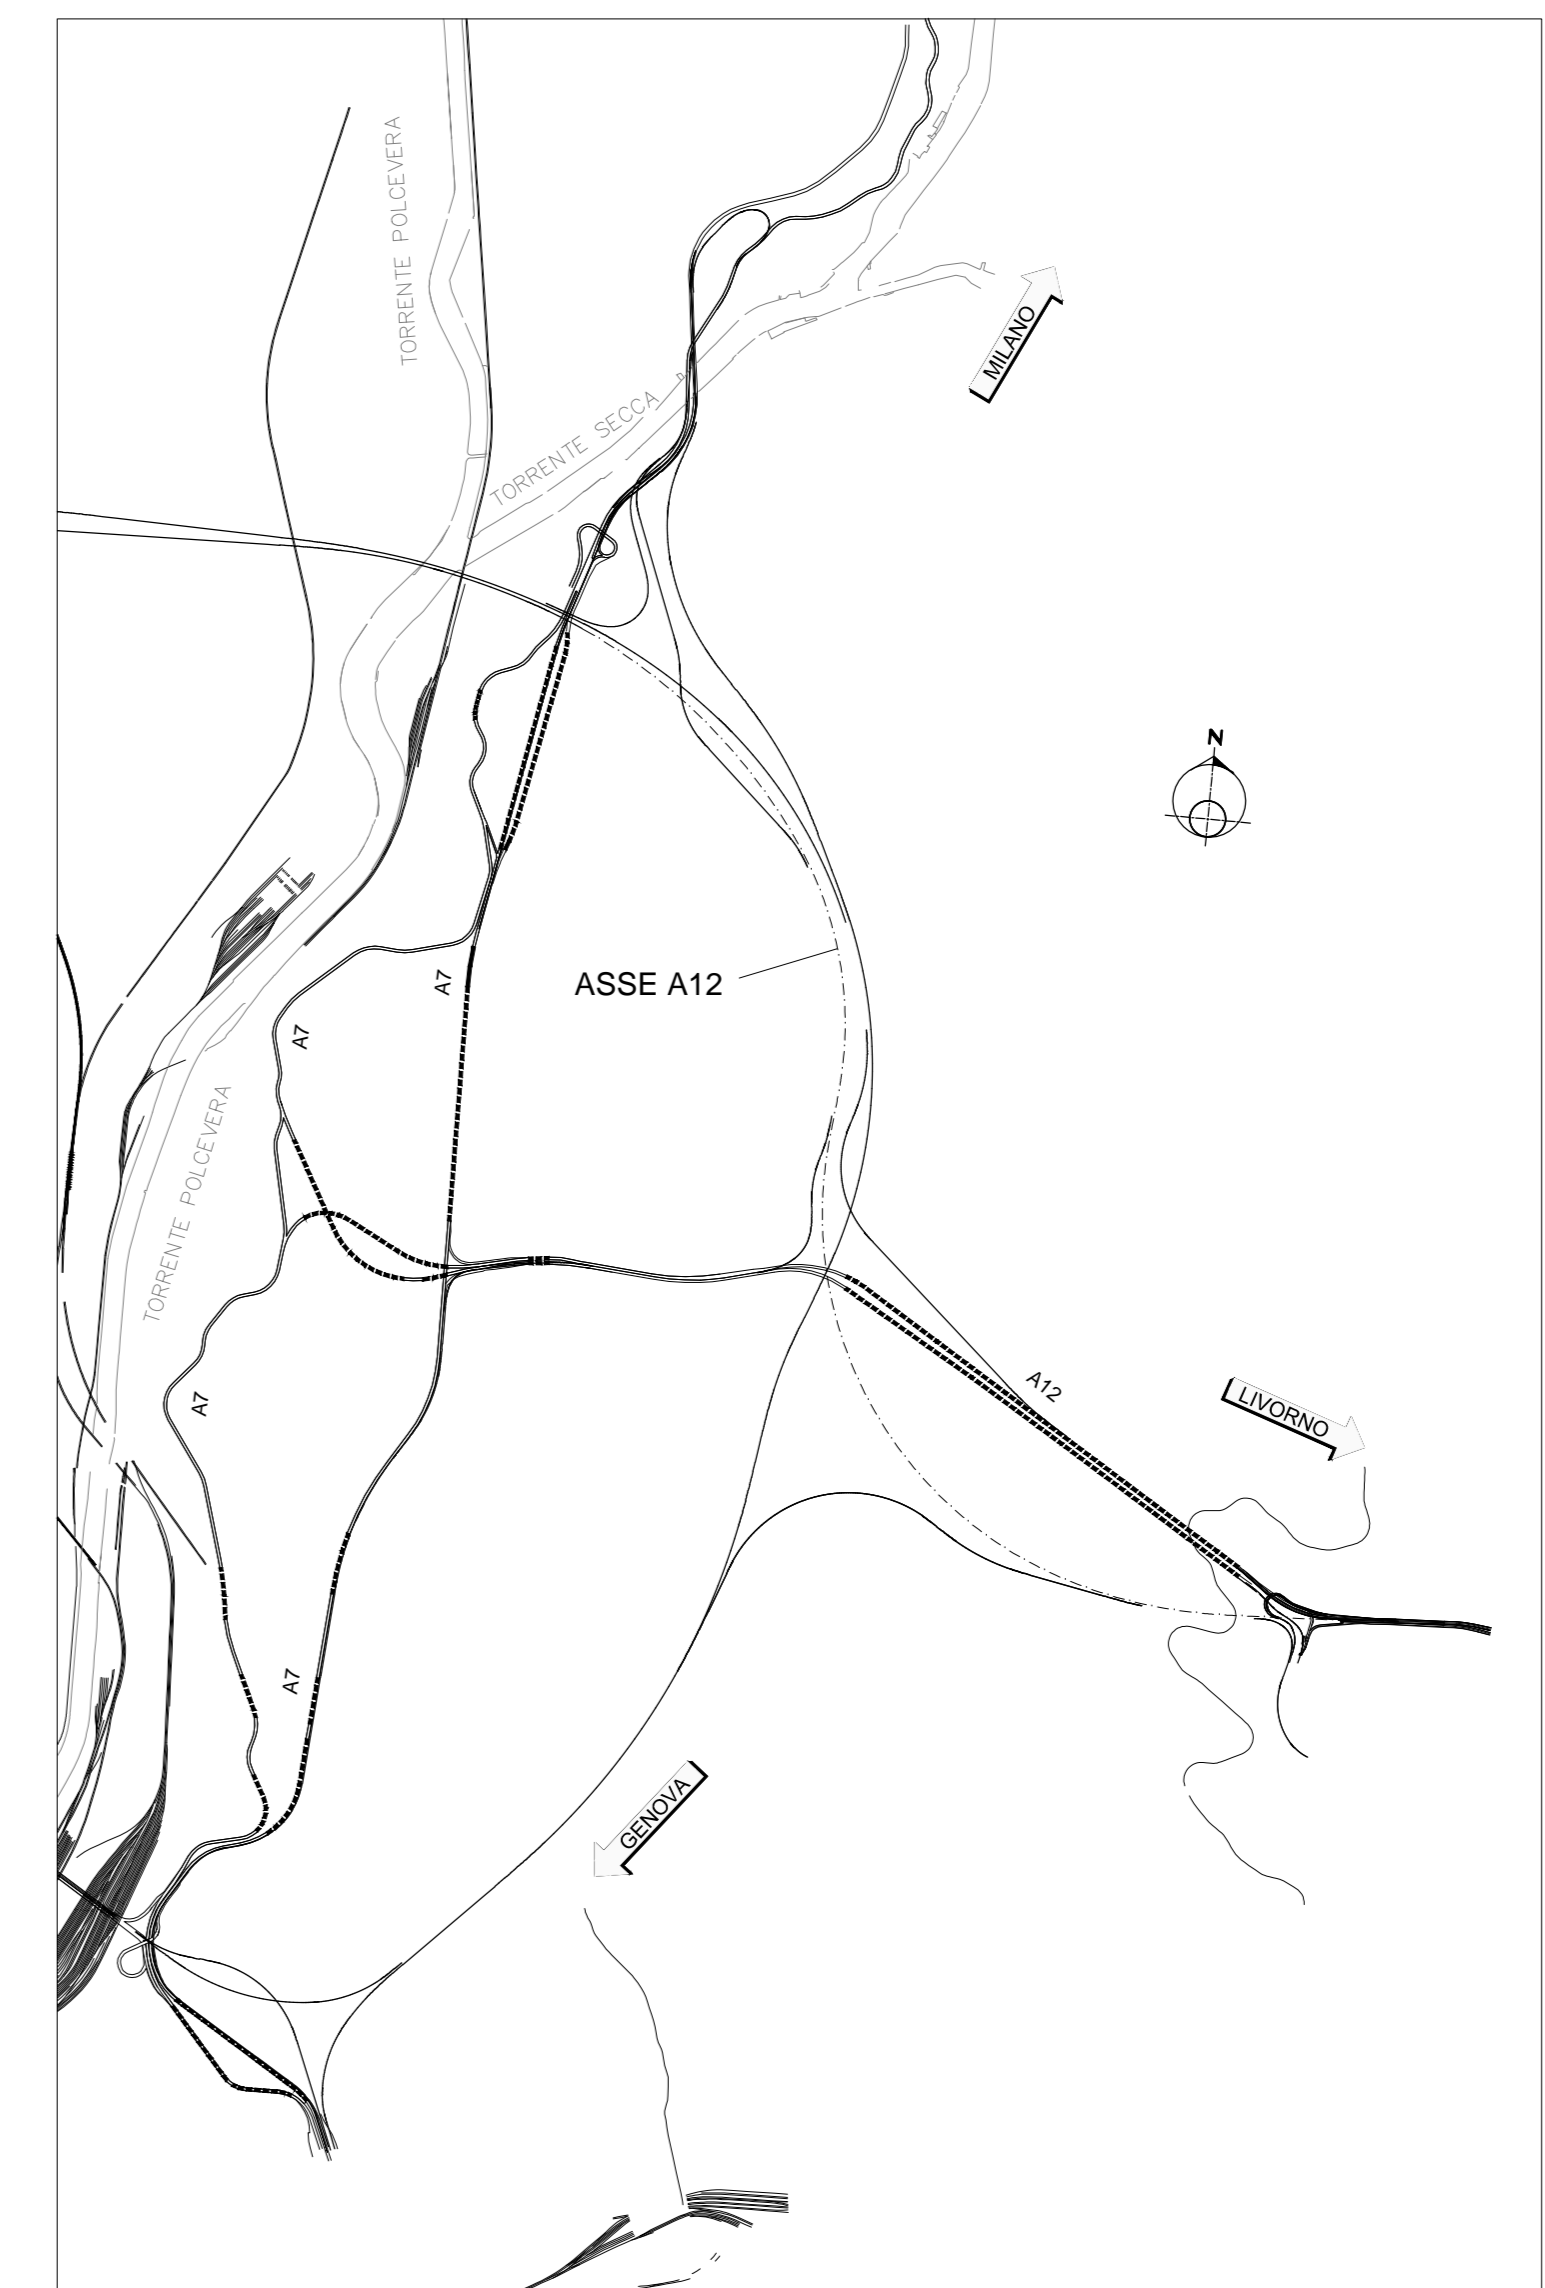 TORRENTE POLCEVERA
MILANO
TORRENTE SECCA
N
ASSE A12
A7
A7
TORRENTE POLCEVERA
A12
LIVORNO
A7
A7
GENOVA